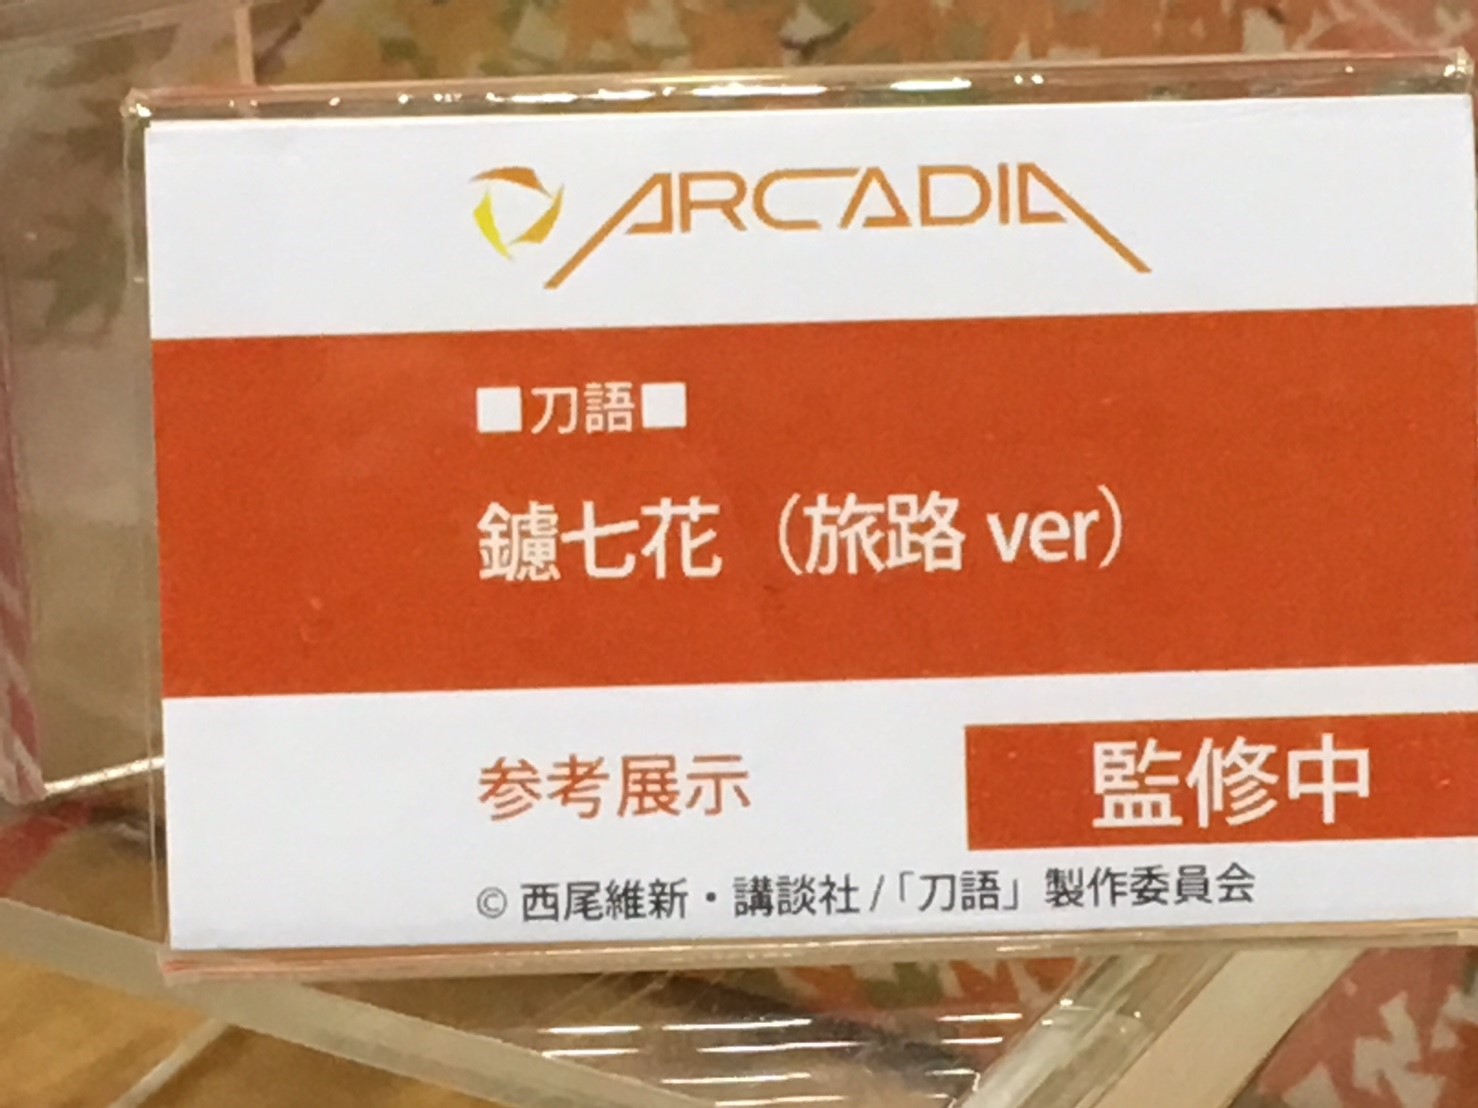 ARCADIA
■刀語■
鑢七花（旅路 ver）
参考展示
監修中
© 西尾維新・講談社 /「刀語」製作委員会